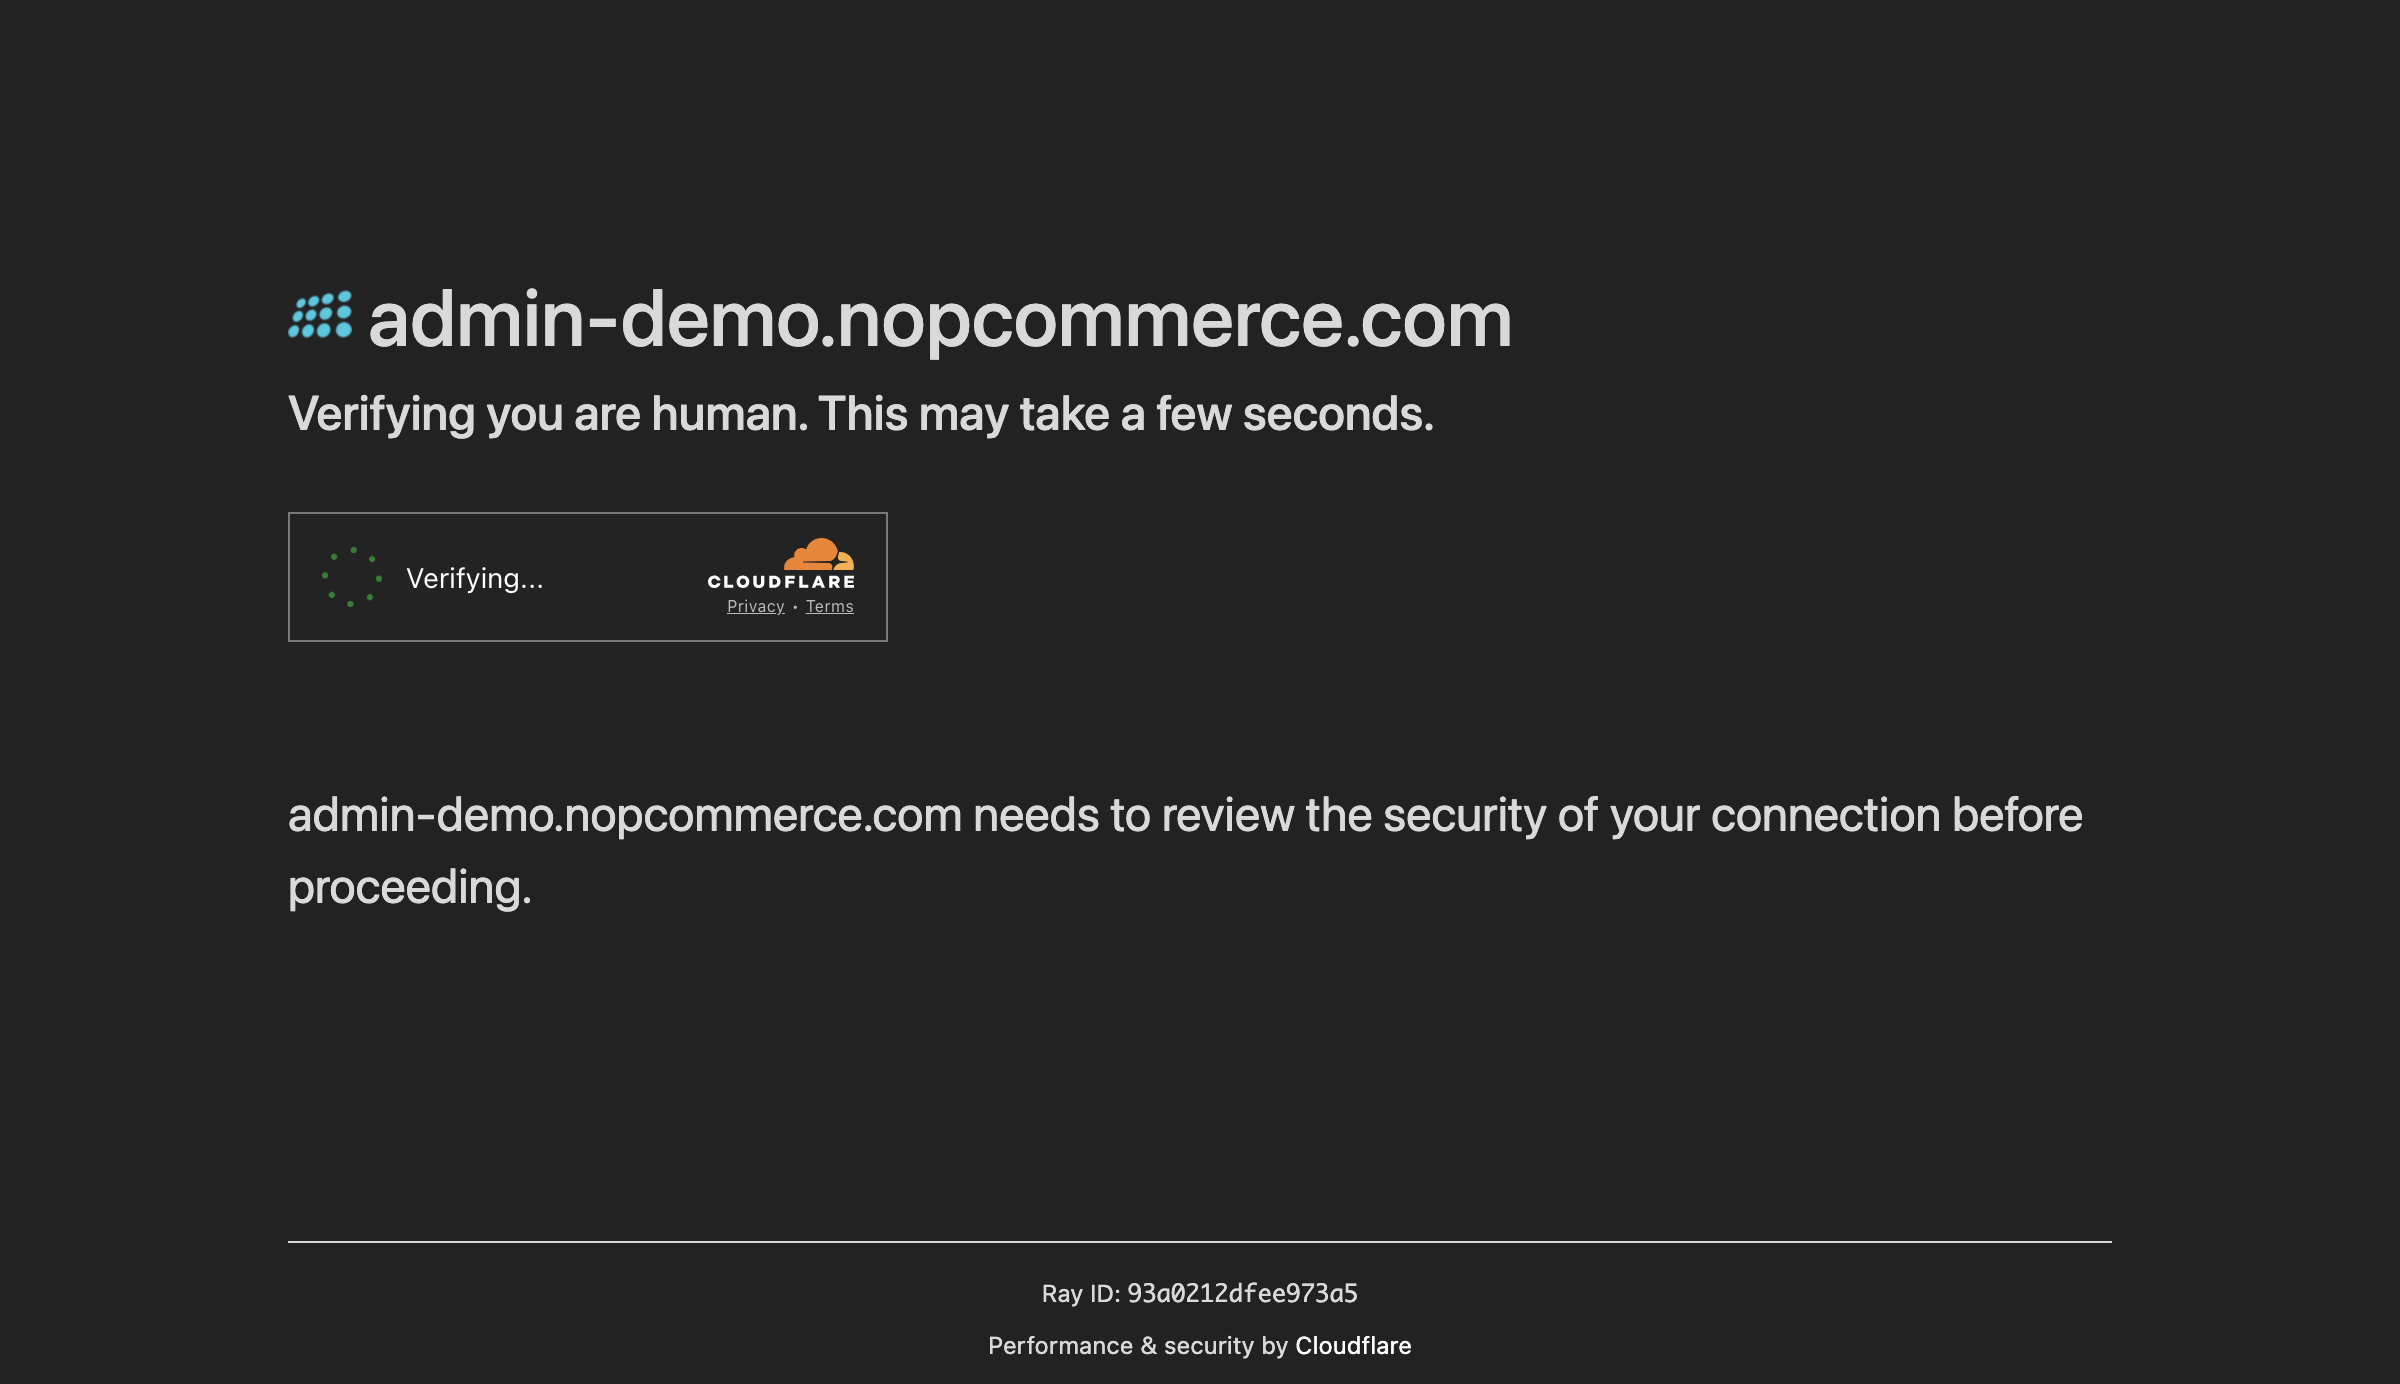 admin-demo.nopcommerce.com
Verifying you are human. This may take a few seconds.
Verifying...
CLOUDFLARE
Privacy • Terms
admin-demo.nopcommerce.com needs to review the security of your connection before
proceeding.
Ray ID: 93a0212dfee973a5
Performance & security by Cloudflare